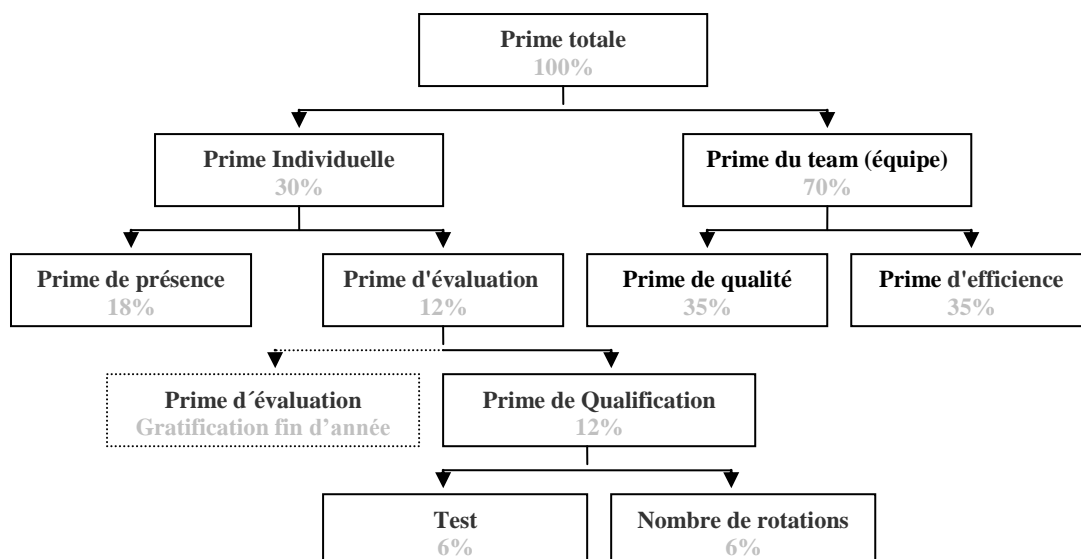 Prime totale
100%
Prime Individuelle
30%
Prime du team (équipe)
70%
Prime de présence
18%
Prime d'évaluation
12%
Prime de qualité
35%
Prime d'efficience
35%
Prime d´évaluation
Gratification fin d’année
Prime de Qualification
12%
Test
6%
Nombre de rotations
6%